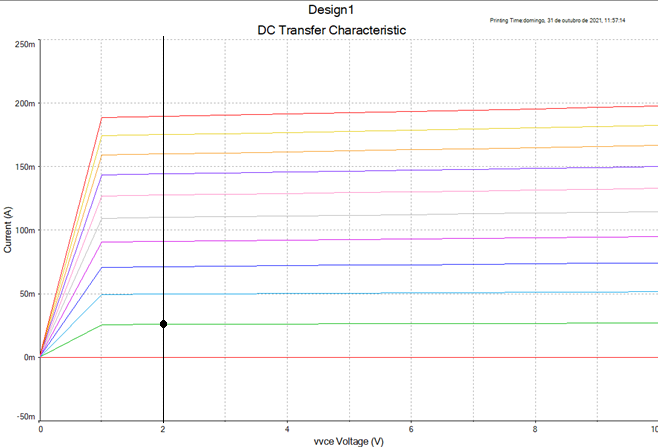 Design1
Printing Time:domingo, 31 de outubro de 2021, 11:57:14
DC Transfer Characteristic
250m
200m
150m
100m
50m
0m
-50m
Current (A)
0 2 4 6 8 10
vvce Voltage (V)